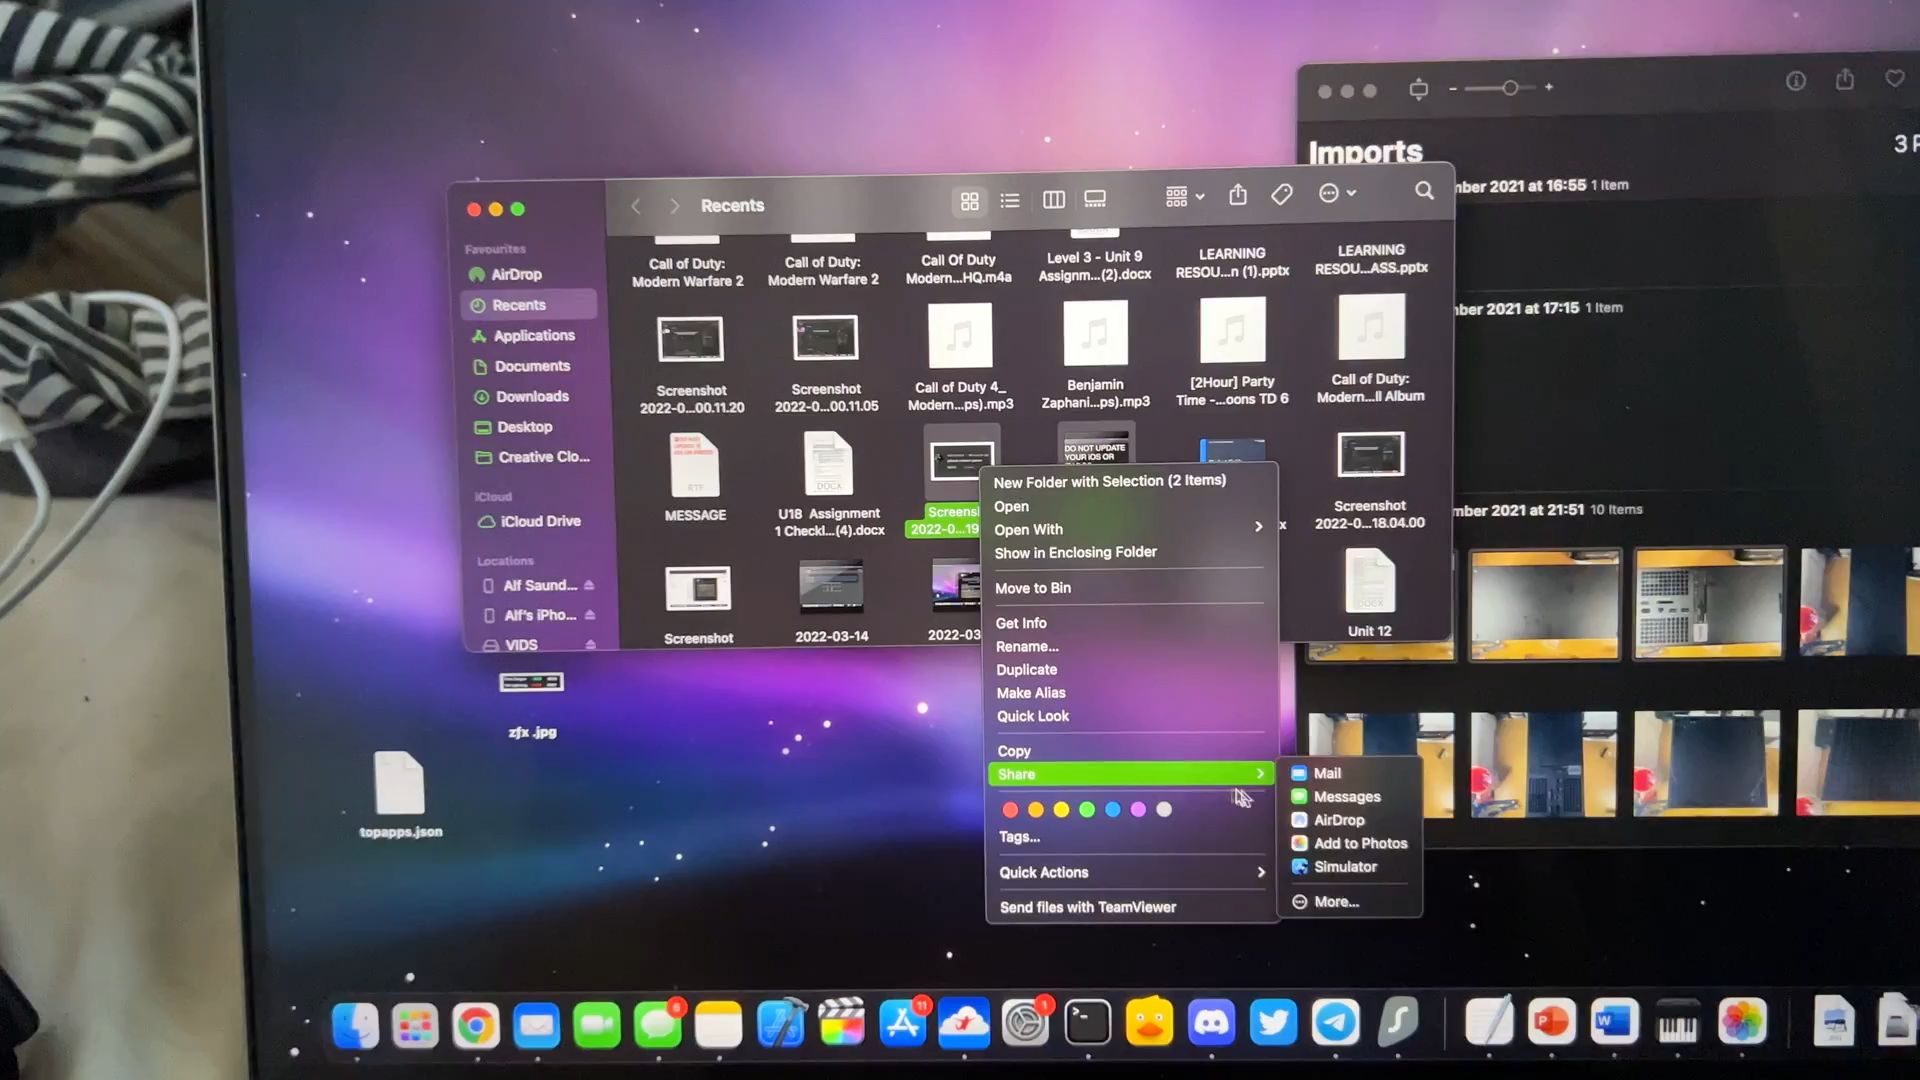 Imports
3 P
mber 2021 at 16:55 1 Item
Recents
Favourites
AirDrop
Recents
Applications
Documents
Downloads
Desktop
Creative Clo...
iCloud
iCloud Drive
Locations
Alf Saund...
Alf's iPho...
VIDS
Call of Duty:
Modern Warfare 2
Call of Duty:
Modern Warfare 2
Call Of Duty
Modern...HQ.m4a
Level 3 - Unit 9
Assignm...(2).docx
LEARNING
RESOU...n (1).pptx
LEARNING
RESOU...ASS.pptx
mber 2021 at 17:15 1 Item
Screenshot
2022-0...00.11.20
Screenshot
2022-0...00.11.05
Call of Duty 4_
Modern...ps).mp3
Benjamin
Zaphani...ps).mp3
[2Hour] Party
Time -...oons TD 6
Call of Duty:
Modern...ll Album
RTF
MESSAGE
DOCX
U18 Assignment
1 Checkl...(4).docx
Screensh
2022-0...19
DO NOT UPDATE
YOUR iOS OR
x
Screenshot
2022-0...18.04.00
mber 2021 at 21:51 10 Items
Screenshot
2022-03-14
2022-03
DOCX
Unit 12
New Folder with Selection (2 Items)
Open
Open With
Show in Enclosing Folder
Move to Bin
Get Info
Rename...
Duplicate
Make Alias
Quick Look
Copy
Share
Tags...
Quick Actions
Send files with TeamViewer
Mail
Messages
AirDrop
Add to Photos
Simulator
More...
zfx .jpg
topapps.json
6
11
1